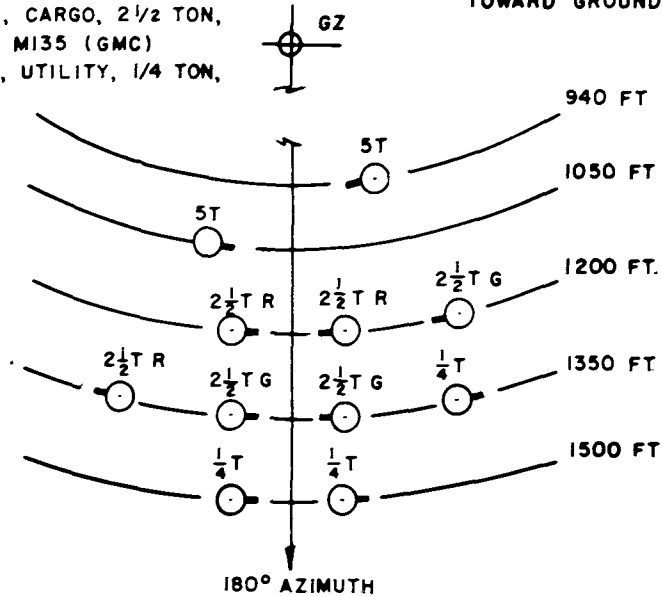 , CARGO, 2 1/2 TON,
M135 (GMC)
, UTILITY, 1/4 TON,
GZ
TOWARD GROUND
940 FT
5T
1050 FT
5T
1200 FT.
2 1/2 T R
2 1/2 T R
2 1/2 T G
1350 FT
2 1/2 T R
2 1/2 T G
2 1/2 T G
1/4 T
1500 FT
1/4 T
1/4 T
180° AZIMUTH